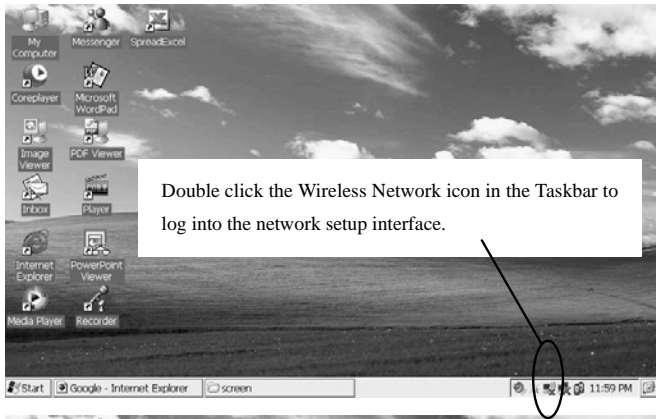 My Computer
Messenger
SpreadExcel
Coreplayer
Microsoft WordPad
Image Viewer
PDF Viewer
Inbox
Player
Internet Explorer
PowerPoint Viewer
Media Player
Recorder
Double click the Wireless Network icon in the Taskbar to
log into the network setup interface.
Start
Google - Internet Explorer
screen
11:59 PM